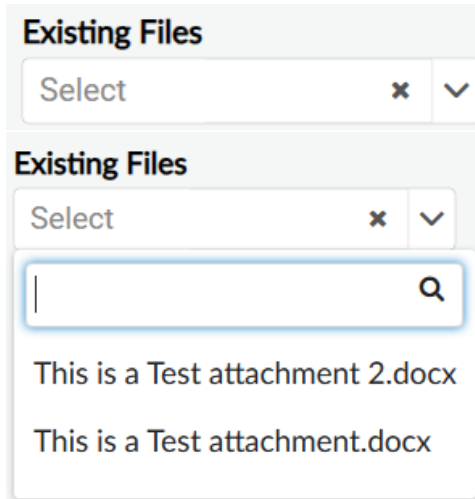 Existing Files
Select
Existing Files
Select
This is a Test attachment 2.docx
This is a Test attachment.docx